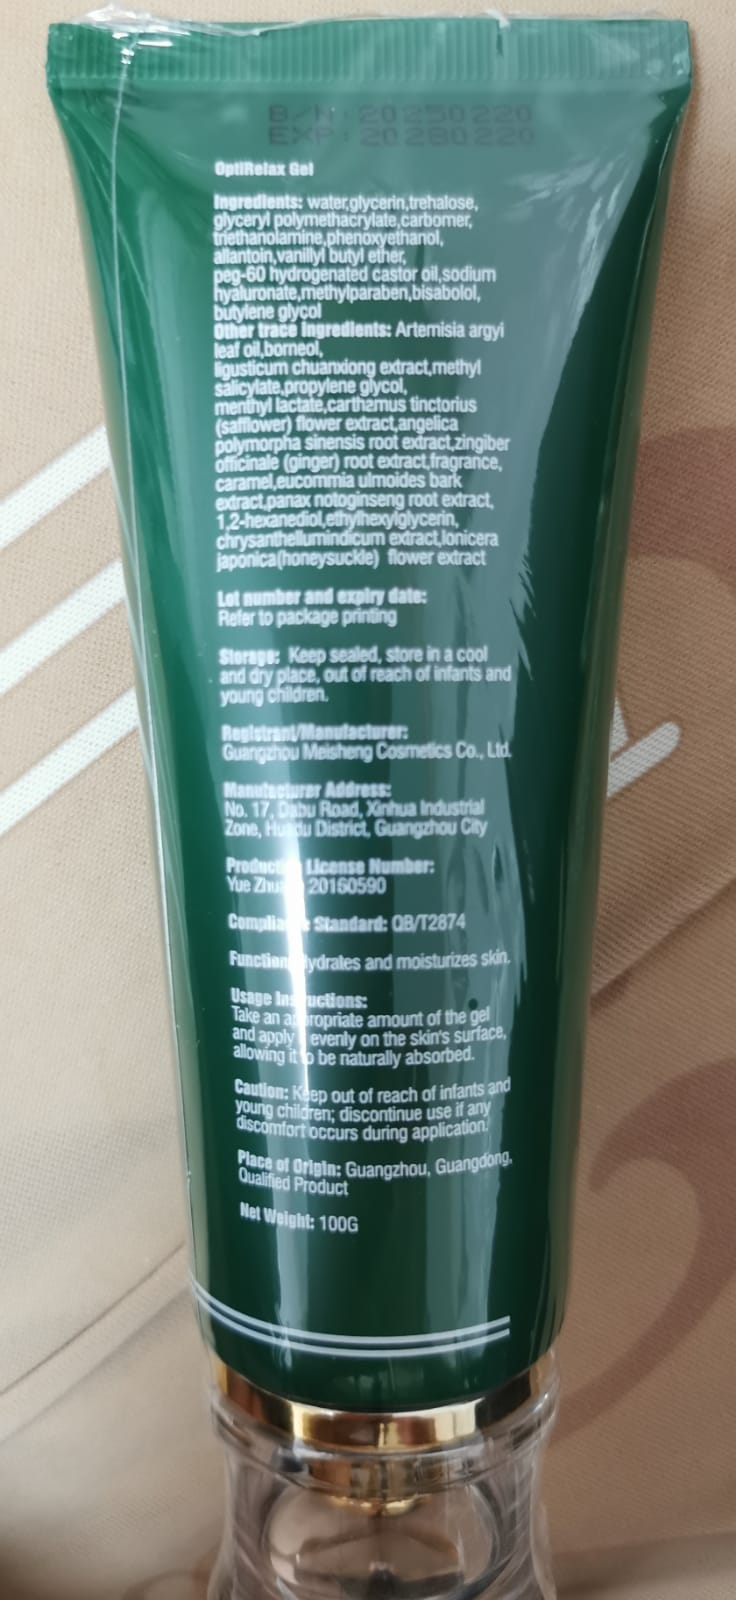 B/N: 20250220
EXP: 20280220
OptiRelax Gel
Ingredients: water,glycerin,trehalose,
glyceryl polymethacrylate,carbomer,
triethanolamine,phenoxyethanol,
allantoin,vanillyl butyl ether,
peg-60 hydrogenated castor oil,sodium
hyaluronate,methylparaben,bisabolol,
butylene glycol
Other trace Ingredients: Artemisia argyi
leaf oil,borneol,
ligusticum chuanxiong extract,methyl
salicylate,propylene glycol,
menthyl lactate,carthamus tinctorius
(safflower) flower extract,angelica
polymorpha sinensis root extract,zingiber
officinale (ginger) root extract,fragrance,
caramel,eucommia ulmoides bark
extract,panax notoginseng root extract,
1,2-hexanediol,ethylhexylglycerin,
chrysanthellumindicum extract,lonicera
japonica(honeysuckle) flower extract
Lot number and expiry date:
Refer to package printing
Storage: Keep sealed, store in a cool
and dry place, out of reach of infants and
young children.
Registrant/Manufacturer:
Guangzhou Meisheng Cosmetics Co., Ltd.
Manufacturer Address:
No. 17, Dabu Road, Xinhua Industrial
Zone, Huadu District, Guangzhou City
Production License Number:
Yue Zhuang 20160590
Compliance Standard: QB/T2874
Function: Hydrates and moisturizes skin.
Usage Instructions:
Take an appropriate amount of the gel
and apply it evenly on the skin's surface,
allowing it to be naturally absorbed.
Caution: Keep out of reach of infants and
young children; discontinue use if any
discomfort occurs during application.
Place of Origin: Guangzhou, Guangdong,
Qualified Product
Net Weight: 100G